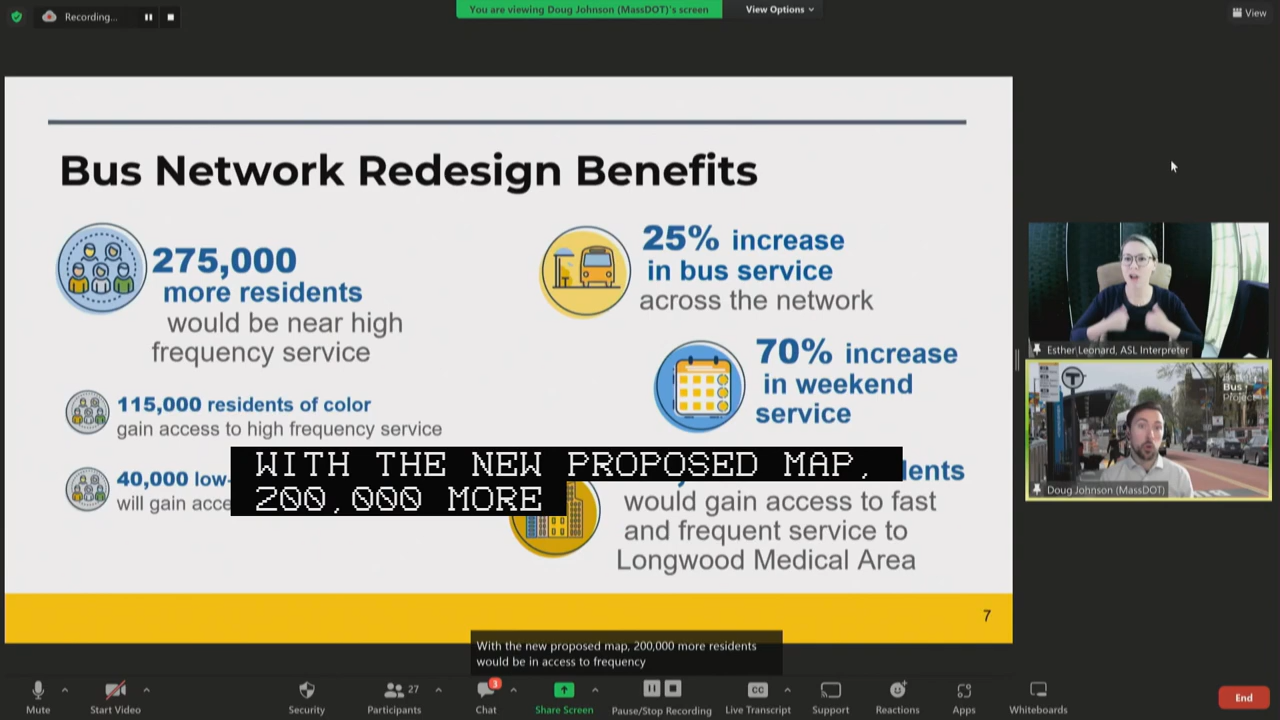 Recording...
You are viewing Doug Johnson (MassDOT)'s screen
View Options
View
Bus Network Redesign Benefits
275,000
more residents
would be near high
frequency service
115,000 residents of color
gain access to high frequency service
40,000 low-
will gain acce
25% increase
in bus service
across the network
70% increase
in weekend
service
dents
would gain access to fast
and frequent service to
Longwood Medical Area
WITH THE NEW PROPOSED MAP,
200,000 MORE
7
With the new proposed map, 200,000 more residents
would be in access to frequency
Esther Leonard, ASL Interpreter
T
Bus
Project
Doug Johnson (MassDOT)
Mute
Start Video
Security
27
Participants
3
Chat
Share Screen
Pause/Stop Recording
CC
Live Transcript
Support
Reactions
Apps
Whiteboards
End